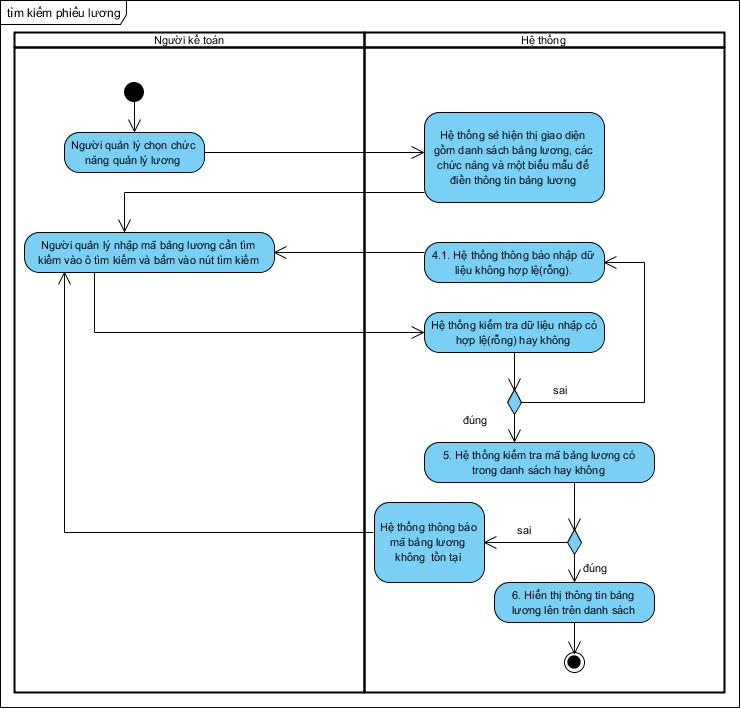 tìm kiếm phiếu lương
Người kế toán
Hệ thống
Người quản lý chọn chức
năng quản lý lương
Hệ thống sẽ hiện thị giao diện
gồm danh sách bảng lương, các
chức năng và một biểu mẫu để
điền thông tin bảng lương
Người quản lý nhập mã bảng lương cần tìm
kiếm vào ô tìm kiếm và bấm vào nút tìm kiếm
4.1. Hệ thống thông báo nhập dữ
liệu không hợp lệ(rỗng).
Hệ thống kiểm tra dữ liệu nhập có
hợp lệ(rỗng) hay không
sai
đúng
5. Hệ thống kiểm tra mã bảng lương có
trong danh sách hay không
Hệ thống thông báo
mã bảng lương
không tồn tại
sai
đúng
6. Hiển thị thông tin bảng
lương lên trên danh sách